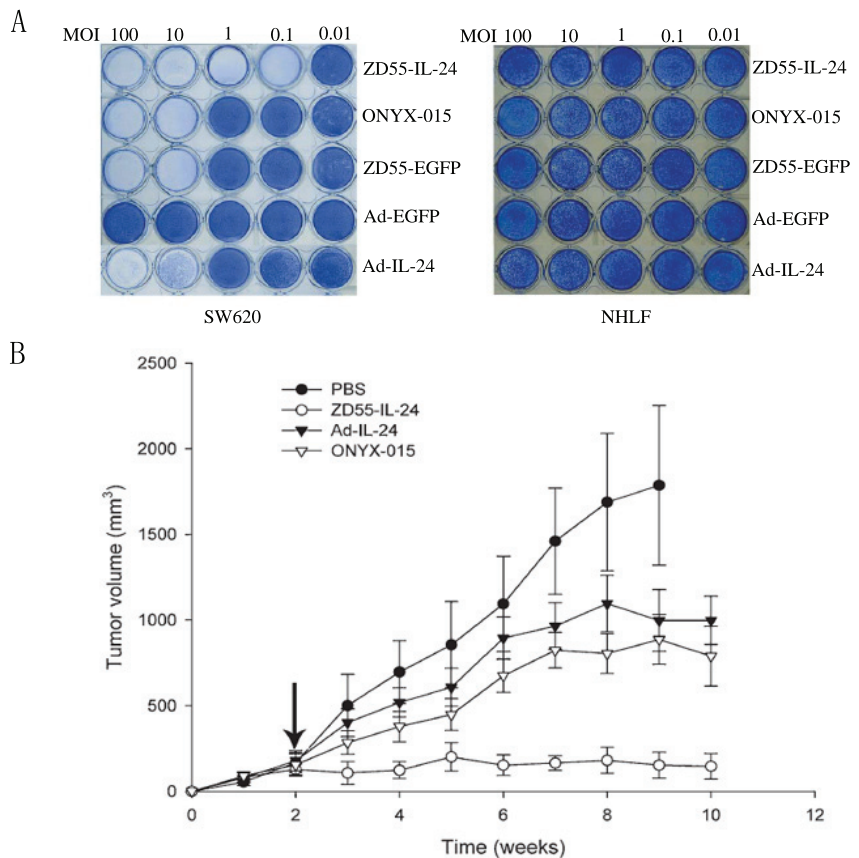 A
MOI 100 10 1 0.1 0.01
ZD55-IL-24
ONYX-015
ZD55-EGFP
Ad-EGFP
Ad-IL-24
SW620
MOI 100 10 1 0.1 0.01
ZD55-IL-24
ONYX-015
ZD55-EGFP
Ad-EGFP
Ad-IL-24
NHLF
B
PBS
ZD55-IL-24
Ad-IL-24
ONYX-015
Tumor volume (mm³)
2500
2000
1500
1000
500
0
0 2 4 6 8 10 12
Time (weeks)